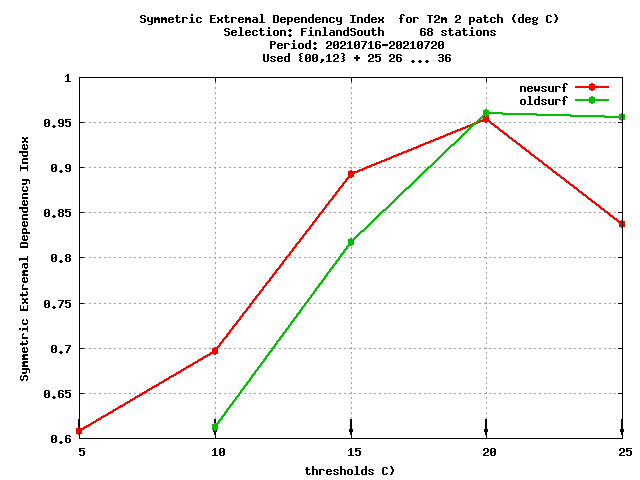 Symmetric Extremal Dependency Index  for T2m 2 patch (deg C)
Selection: FinlandSouth     68 stations
Period: 20210716-20210720
Used {00,12} + 25 26 ... 36
newsurf
oldsurf
Symmetric Extremal Dependency Index
1
0.95
0.9
0.85
0.8
0.75
0.7
0.65
0.6
5 10 15 20 25
thresholds C)